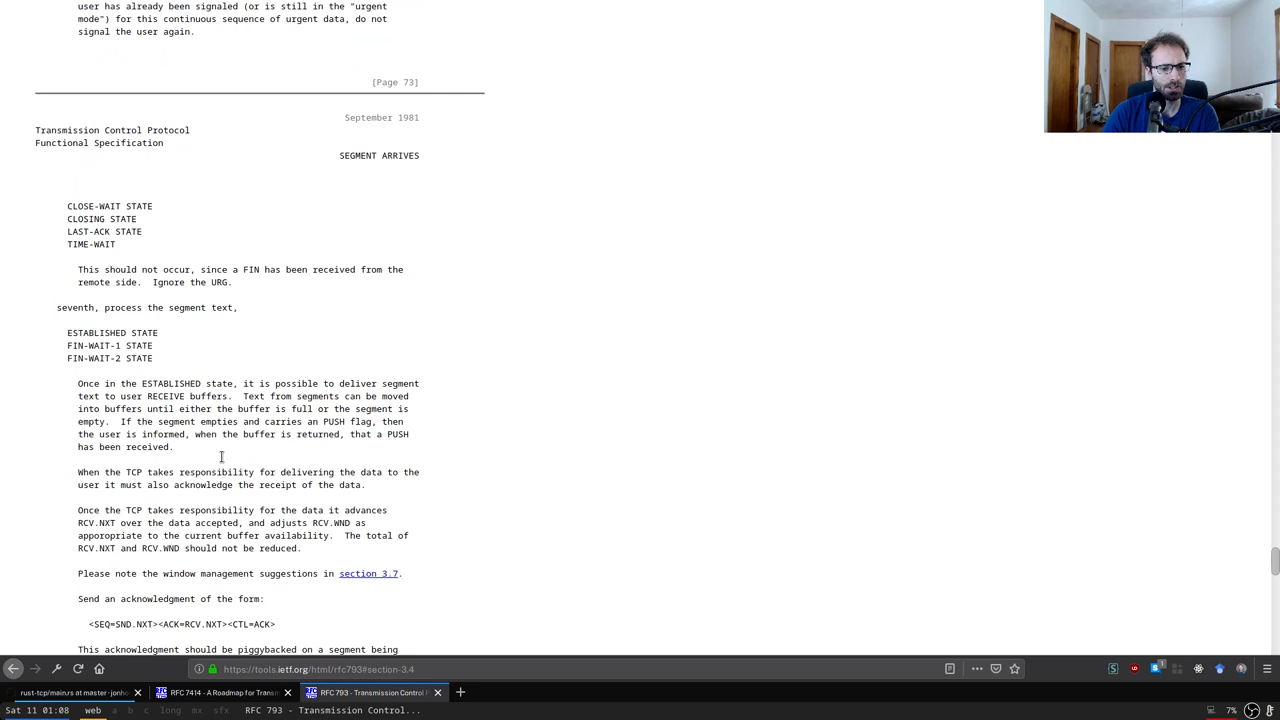 user has already been signaled (or is still in the "urgent
mode") for this continuous sequence of urgent data, do not
signal the user again.
[Page 73]
September 1981
Transmission Control Protocol
Functional Specification
SEGMENT ARRIVES
CLOSE-WAIT STATE
CLOSING STATE
LAST-ACK STATE
TIME-WAIT
This should not occur, since a FIN has been received from the
remote side.  Ignore the URG.
seventh, process the segment text,
ESTABLISHED STATE
FIN-WAIT-1 STATE
FIN-WAIT-2 STATE
Once in the ESTABLISHED state, it is possible to deliver segment
text to user RECEIVE buffers.  Text from segments can be moved
into buffers until either the buffer is full or the segment is
empty.  If the segment empties and carries an PUSH flag, then
the user is informed, when the buffer is returned, that a PUSH
has been received.
When the TCP takes responsibility for delivering the data to the
user it must also acknowledge the receipt of the data.
Once the TCP takes responsibility for the data it advances
RCV.NXT over the data accepted, and adjusts RCV.WND as
apporopriate to the current buffer availability.  The total of
RCV.NXT and RCV.WND should not be reduced.
Please note the window management suggestions in section 3.7.
Send an acknowledgment of the form:
<SEQ=SND.NXT><ACK=RCV.NXT><CTL=ACK>
This acknowledgment should be piggybacked on a segment being
https://tools.ietf.org/html/rfc793#section-3.4
rust-tcp/main.rs at master · jonho
RFC 7414 - A Roadmap for Transm
RFC 793 - Transmission Control P
Sat 11 01:08 web a b c long mx sfx RFC 793 - Transmission Control... 7%